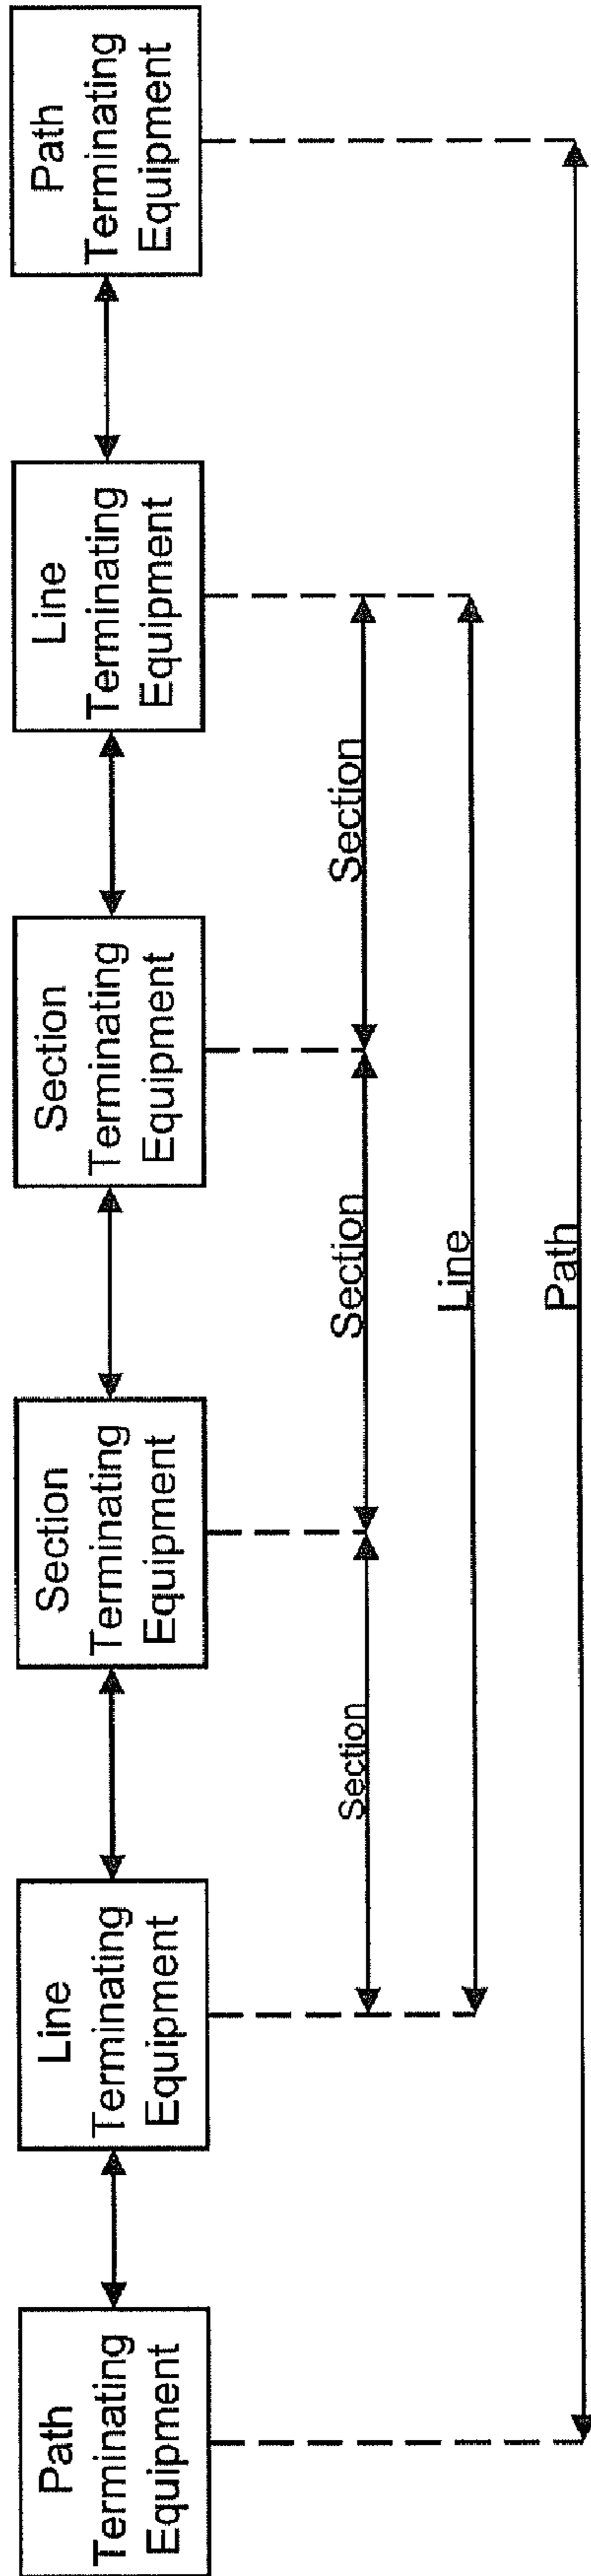 Path
Terminating
Equipment
Line
Terminating
Equipment
Section
Terminating
Equipment
Section
Terminating
Equipment
Line
Terminating
Equipment
Path
Terminating
Equipment
Section
Section
Section
Line
Path